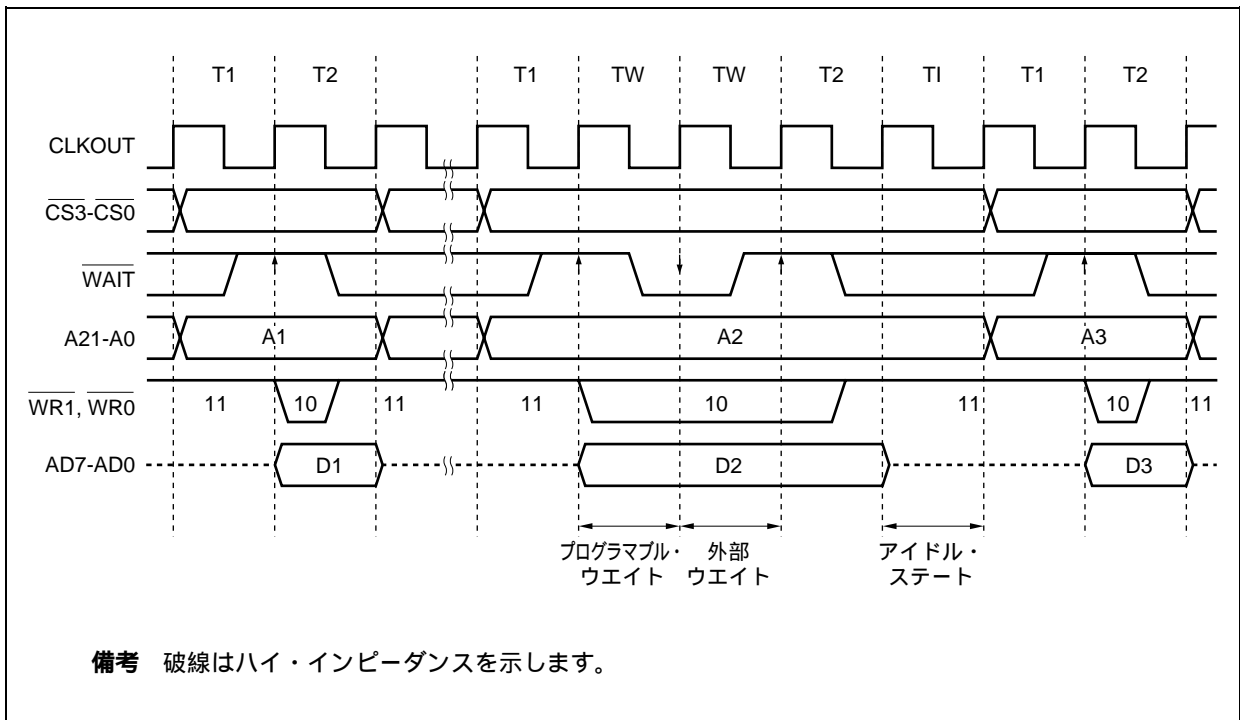 T1 T2 T1 TW TW T2 TI T1 T2
CLKOUT
CS3-CS0
WAIT
A21-A0 A1 A2 A3
WR1, WR0 11 10 11 11 10 11 10 11
AD7-AD0 D1 D2 D3
プログラマブル・ 外部 アイドル・
ウエイト ウエイト ステート
備考 破線はハイ・インピーダンスを示します。